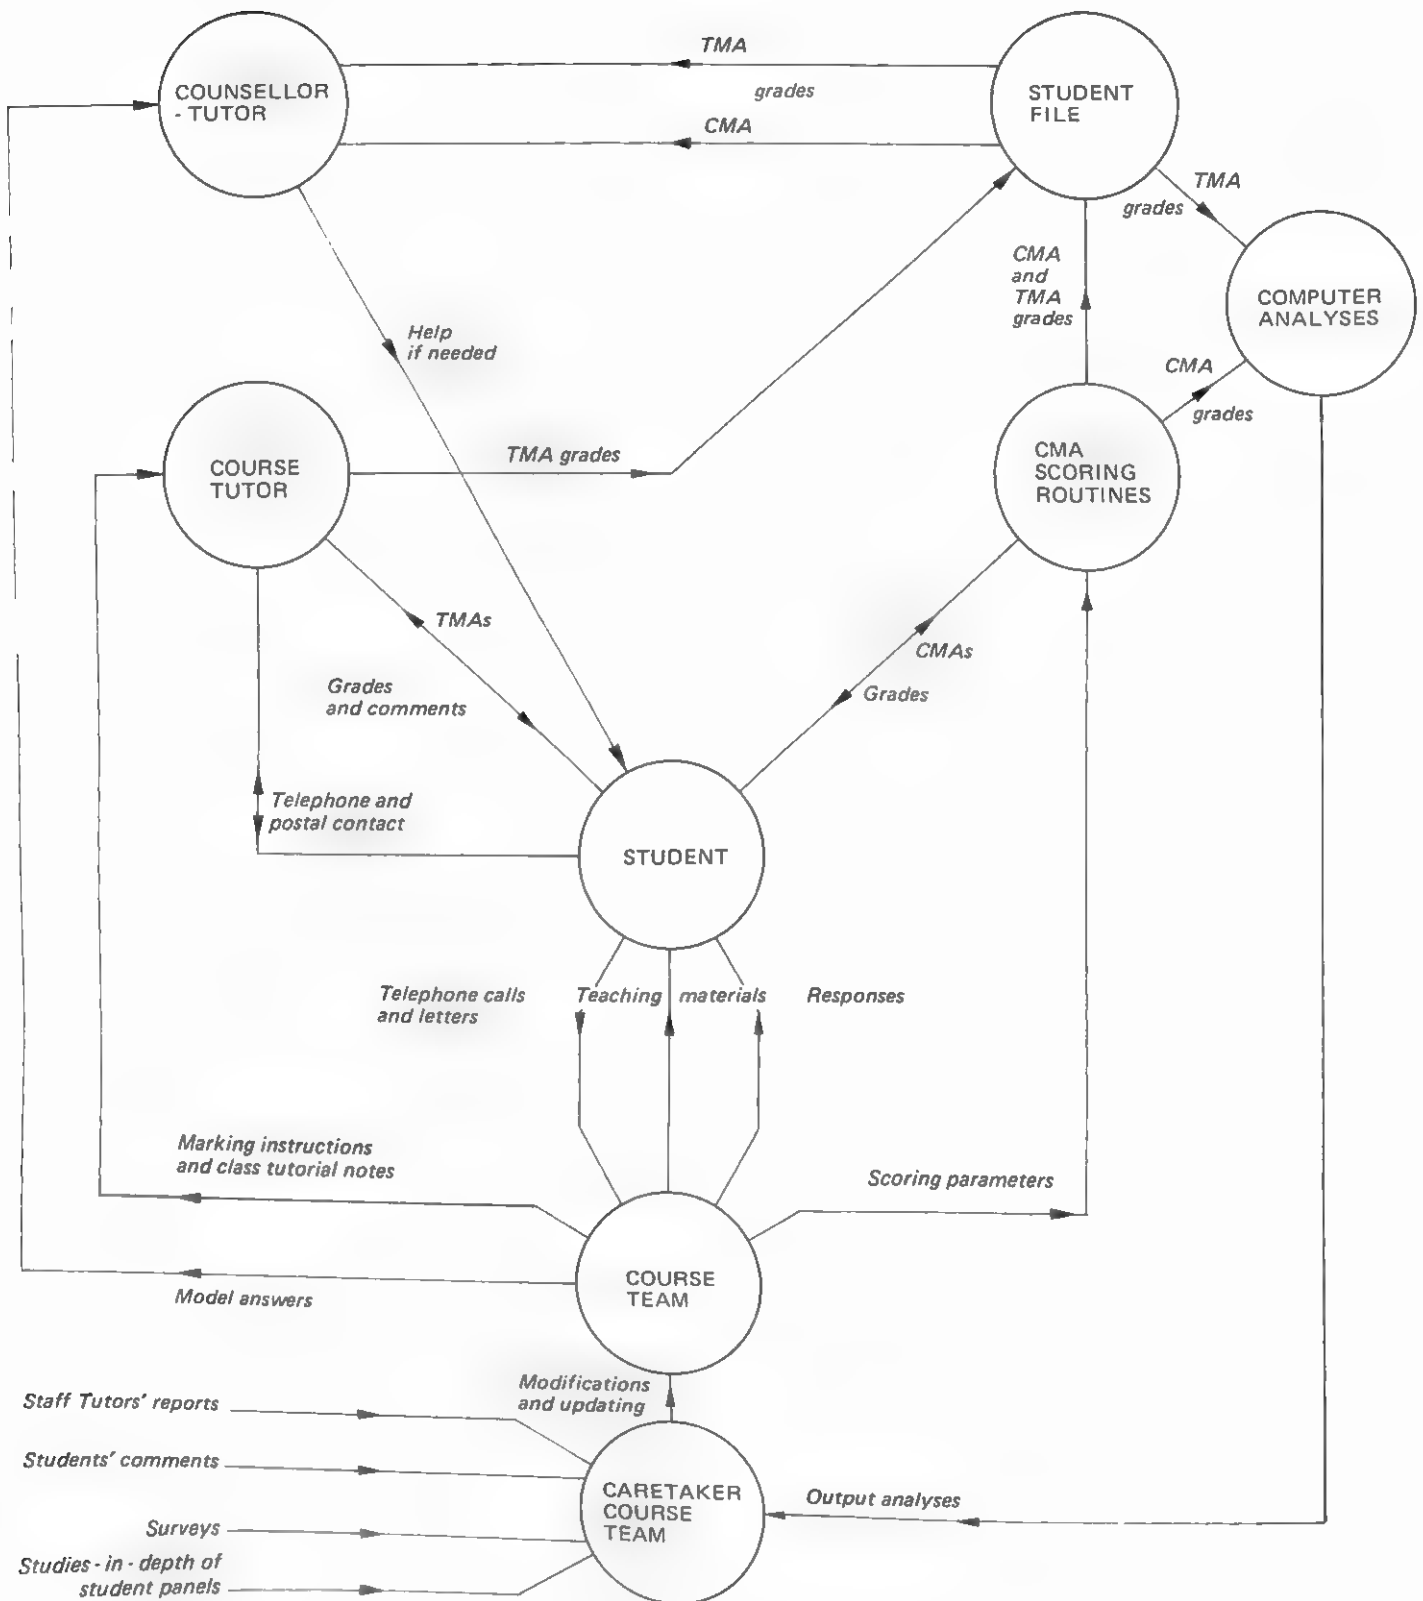 TMA
COUNSELLOR
- TUTOR
grades
STUDENT
FILE
CMA
TMA
grades
CMA
and
TMA
grades
COMPUTER
ANALYSES
Help
if needed
CMA
grades
COURSE
TUTOR
TMA grades
CMA
SCORING
ROUTINES
TMAs
CMAs
Grades
and comments
Grades
Telephone and
postal contact
STUDENT
Telephone calls
and letters
Teaching materials
Responses
Marking instructions
and class tutorial notes
Scoring parameters
Model answers
COURSE
TEAM
Modifications
and updating
Staff Tutors' reports
Students' comments
CARETAKER
COURSE
TEAM
Output analyses
Surveys
Studies - in - depth of
student panels